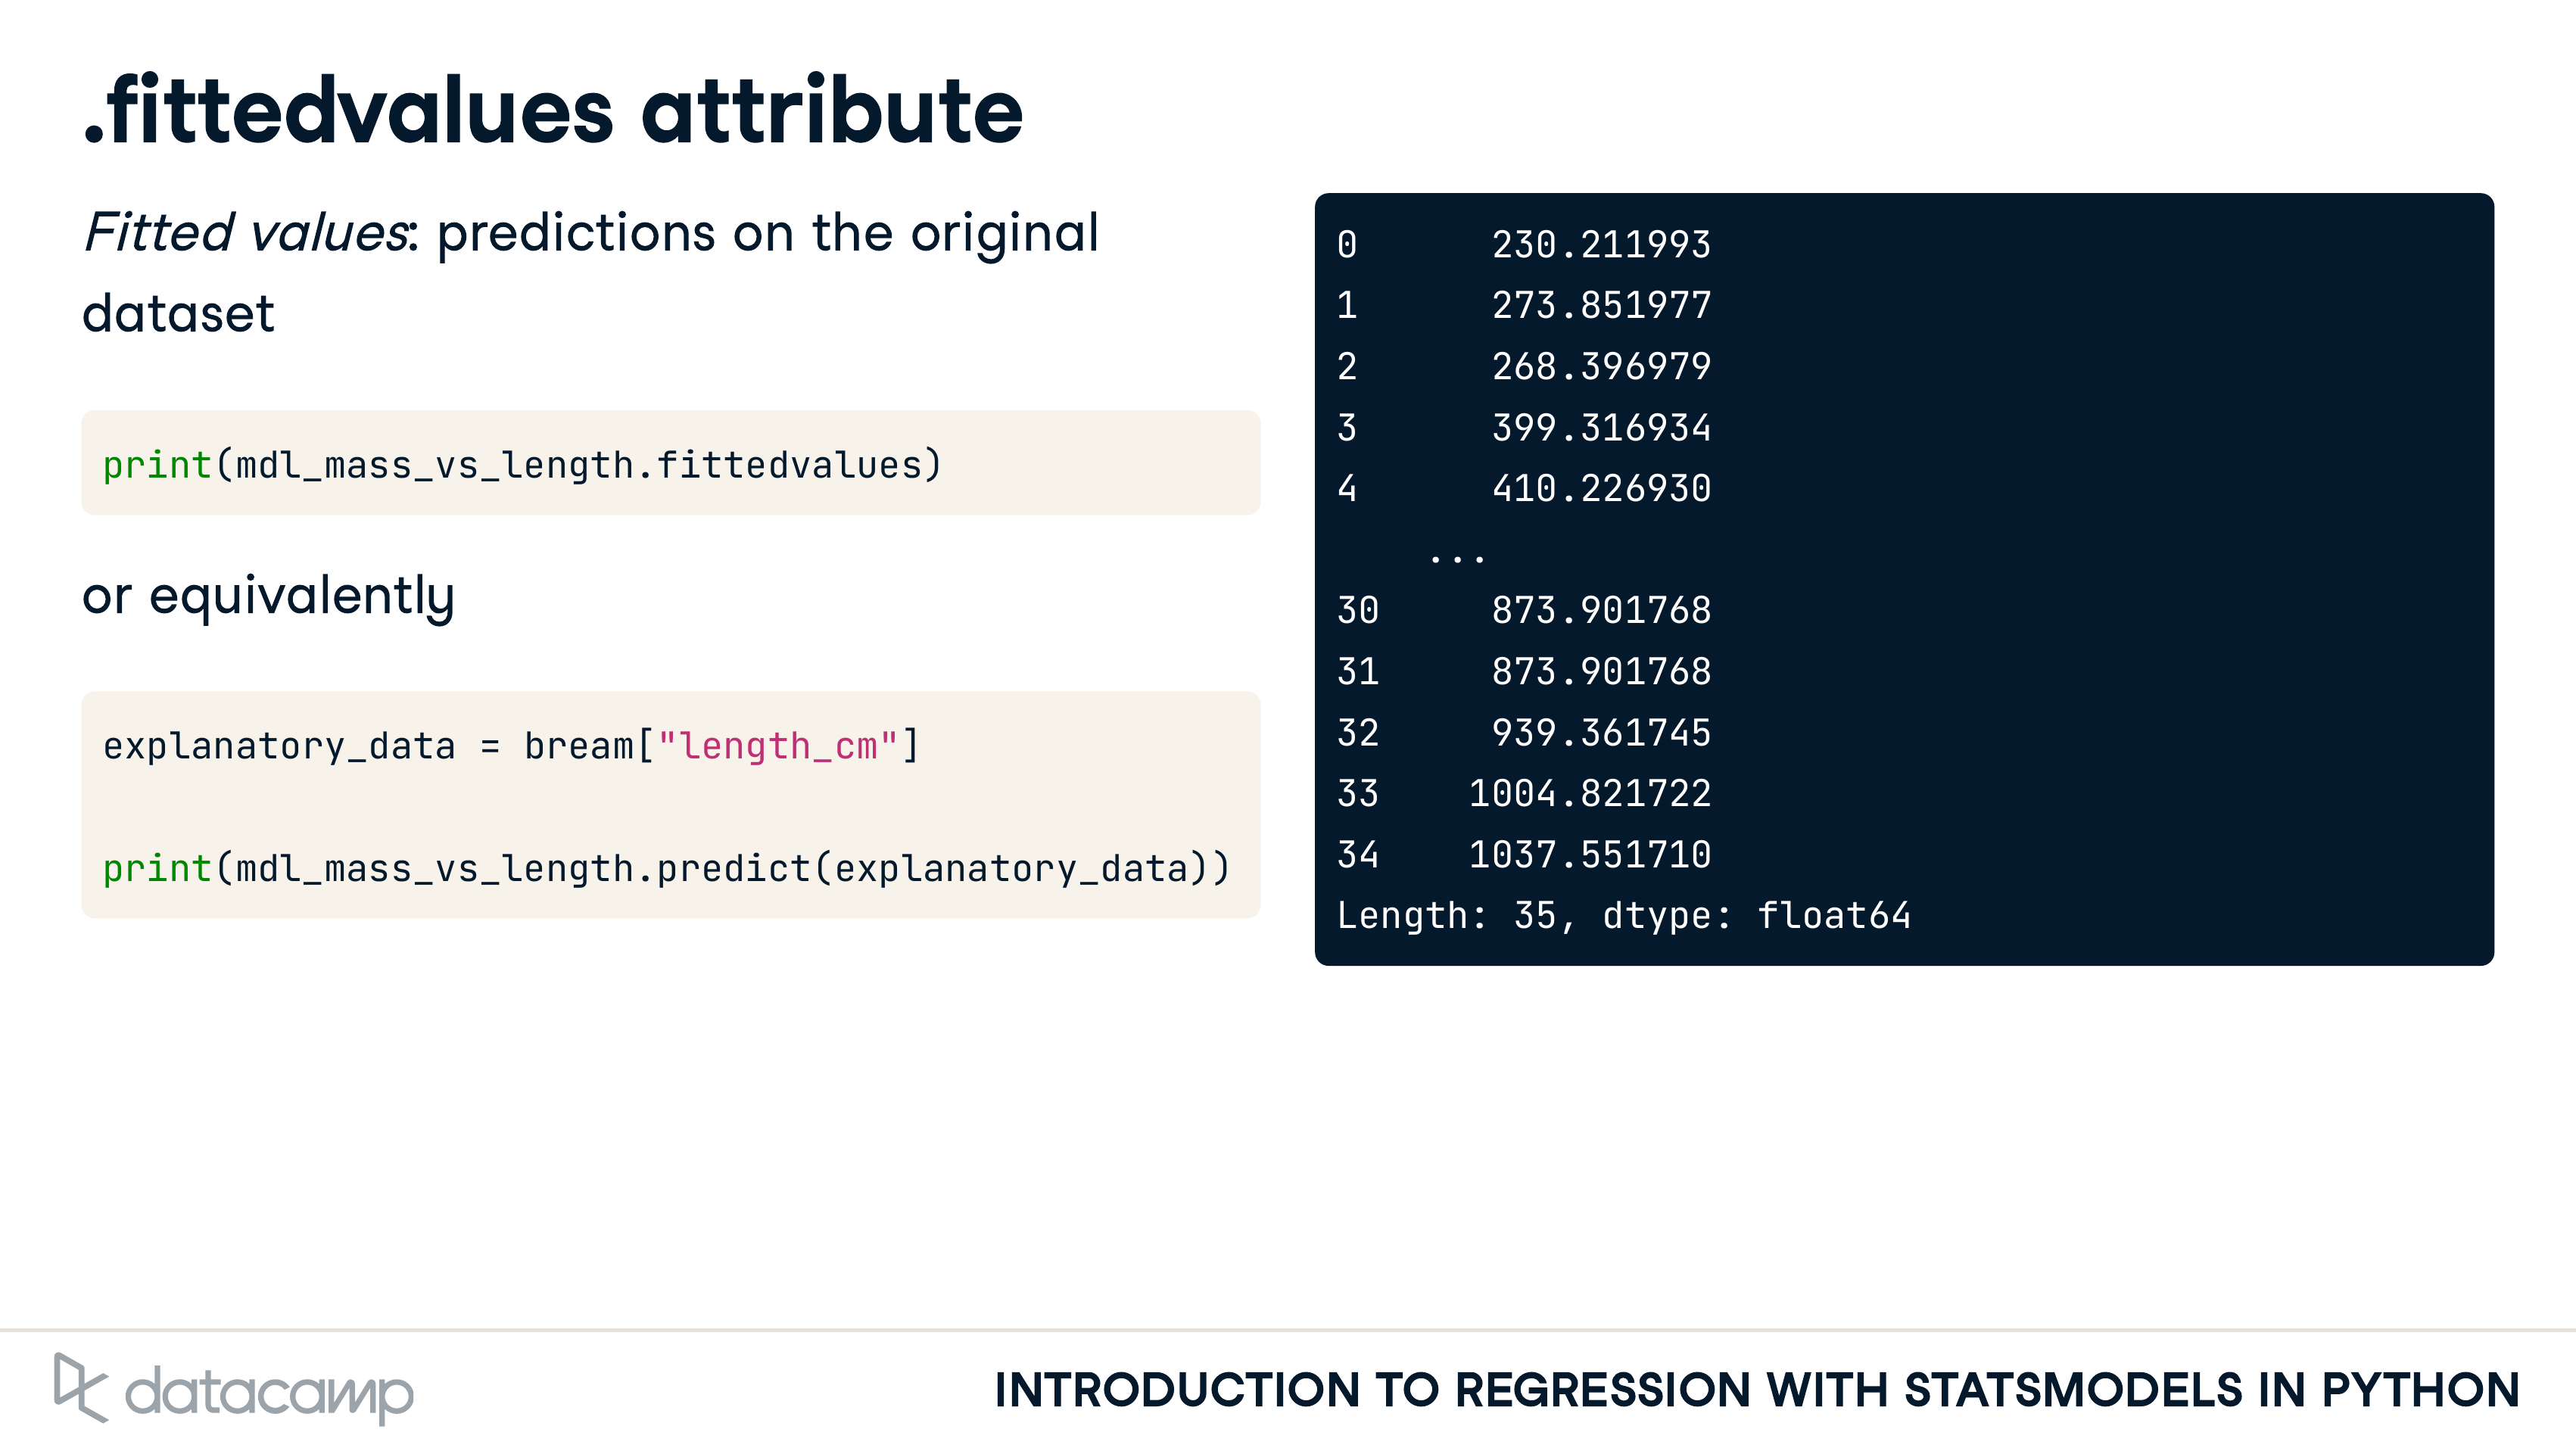 .fittedvalues attribute
Fitted values: predictions on the original
dataset
print(mdl_mass_vs_length.fittedvalues)
or equivalently
explanatory_data = bream["length_cm"]
print(mdl_mass_vs_length.predict(explanatory_data))
0      230.211993
1      273.851977
2      268.396979
3      399.316934
4      410.226930
    ...
30     873.901768
31     873.901768
32     939.361745
33    1004.821722
34    1037.551710
Length: 35, dtype: float64
datacamp
INTRODUCTION TO REGRESSION WITH STATSMODELS IN PYTHON